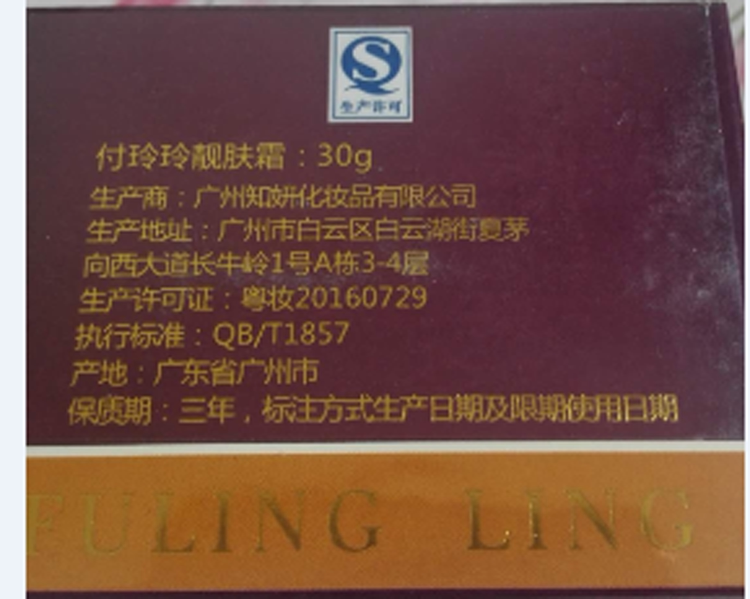 生产许可
付玲玲靓肤霜：30g
生产商：广州知妍化妆品有限公司
生产地址：广州市白云区白云湖街夏茅
向西大道长牛岭1号A栋3-4层
生产许可证：粤妆20160729
执行标准：QB/T1857
产地：广东省广州市
保质期：三年，标注方式生产日期及限期使用日期
FULING LING